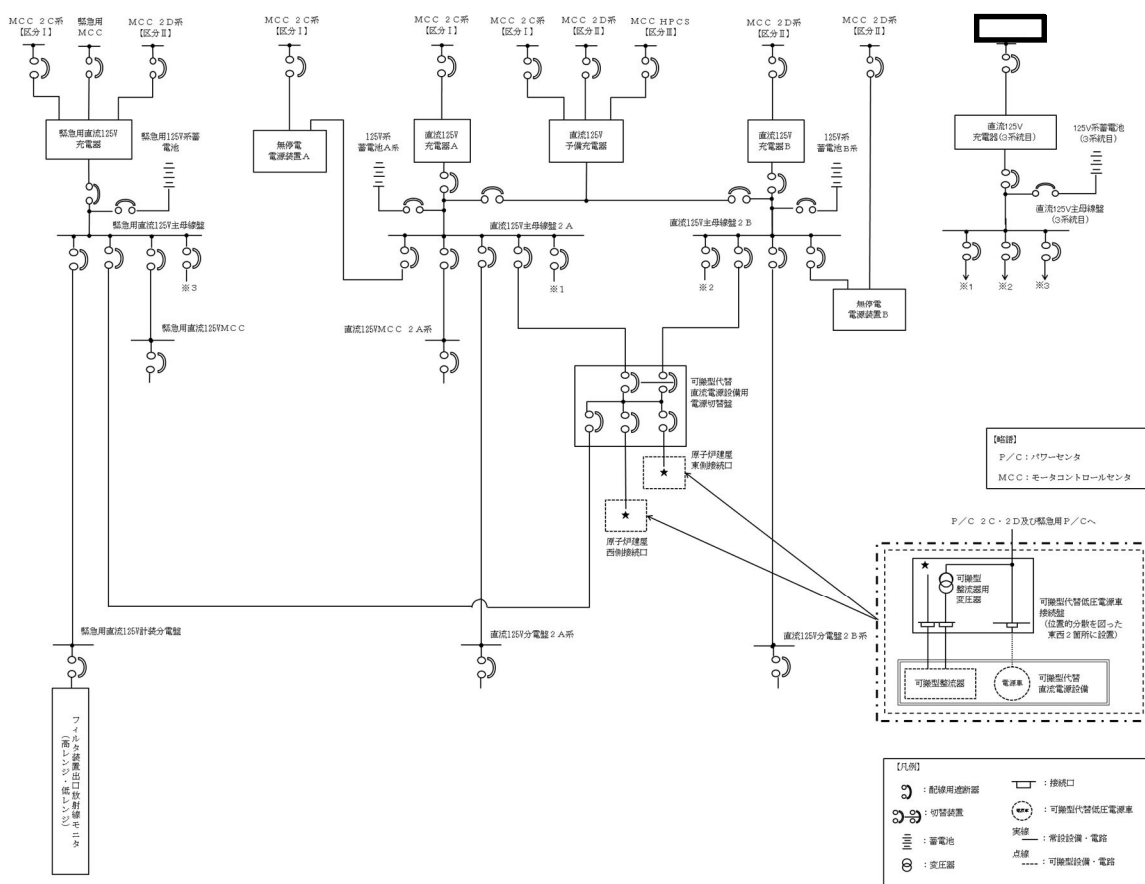 MCC 2C系
【区分Ⅰ】
緊急用
MCC
MCC 2D系
【区分Ⅱ】
MCC 2C系
【区分Ⅰ】
MCC 2C系
【区分Ⅰ】
MCC 2C系
【区分Ⅰ】
MCC 2D系
【区分Ⅱ】
MCC HPCS
【区分Ⅲ】
MCC 2D系
【区分Ⅱ】
MCC 2D系
【区分Ⅱ】
緊急用直流125V
充電器
緊急用125V系蓄
電池
無停電
電源装置A
125V系
蓄電池A系
直流125V
充電器A
直流125V
予備充電器
直流125V
充電器B
125V系
蓄電池B系
直流125V
充電器(3系統目)
125V系蓄電池
(3系統目)
緊急用直流125V主母線盤
直流125V主母線盤2A
直流125V主母線盤2B
直流125V主母線盤
(3系統目)
※3
※1
※2
※1
※2
※3
無停電
電源装置B
緊急用直流125VMCC
直流125VMCC 2A系
可搬型代替
直流電源設備用
電源切替盤
原子炉建屋
東側接続口
★
★
原子炉建屋
西側接続口
【略語】
P/C:パワーセンタ
MCC:モータコントロールセンタ
P/C 2C・2D及び緊急用P/Cへ
★
可搬型
整流器用
変圧器
可搬型代替低圧電源車
接続盤
(位置的分散を図った
東西2箇所に設置)
可搬型整流器
電源車
可搬型代替
直流電源設備
緊急用直流125V計装分電盤
直流125V分電盤2A系
直流125V分電盤2B系
フィルタ装置出口放射線モニタ
(高レンジ・低レンジ)
【凡例】
:配線用遮断器
:切替装置
:蓄電池
:変圧器
:接続口
電源車
:可搬型代替低圧電源車
実線
:常設設備・電路
点線
:可搬型設備・電路